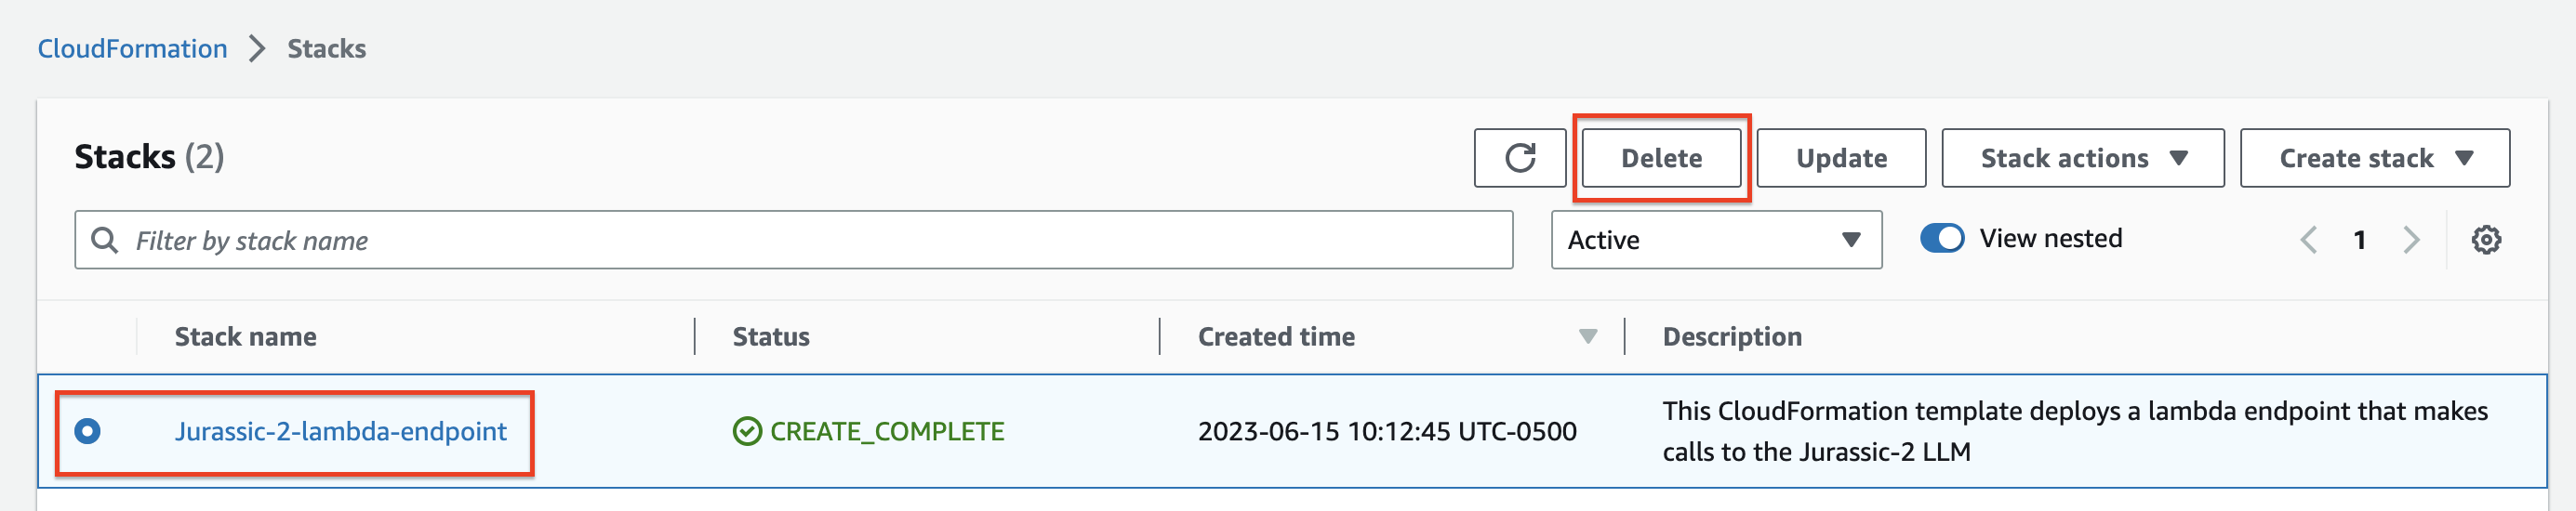 CloudFormation > Stacks
Stacks (2)
Delete
Update
Stack actions
Create stack
Filter by stack name
Active
View nested
1
Stack name
Status
Created time
Description
Jurassic-2-lambda-endpoint
CREATE_COMPLETE
2023-06-15 10:12:45 UTC-0500
This CloudFormation template deploys a lambda endpoint that makes
calls to the Jurassic-2 LLM